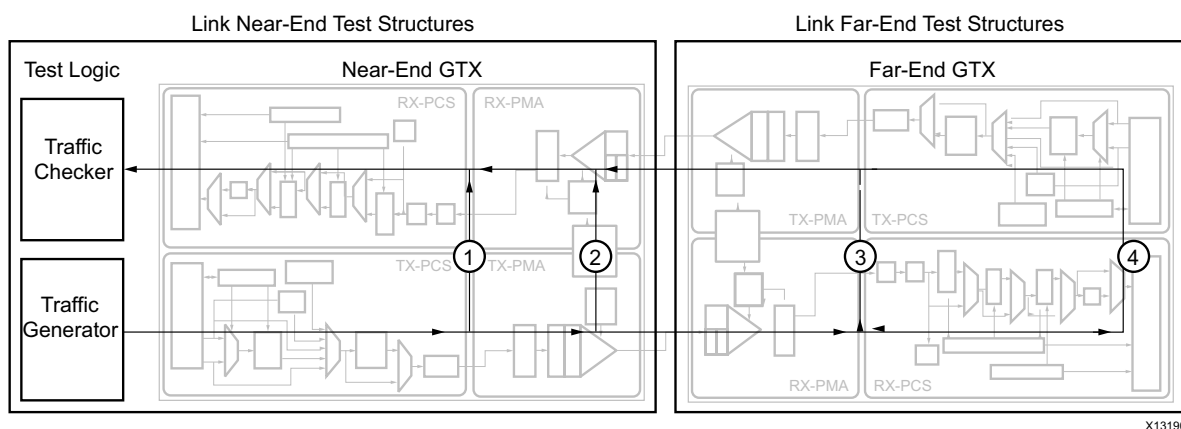 Link Near-End Test Structures
Link Far-End Test Structures
Test Logic
Near-End GTX
Far-End GTX
RX-PCS
RX-PMA
Traffic
Checker
TX-PMA
TX-PCS
1
2
3
4
TX-PCS
TX-PMA
Traffic
Generator
RX-PMA
RX-PCS